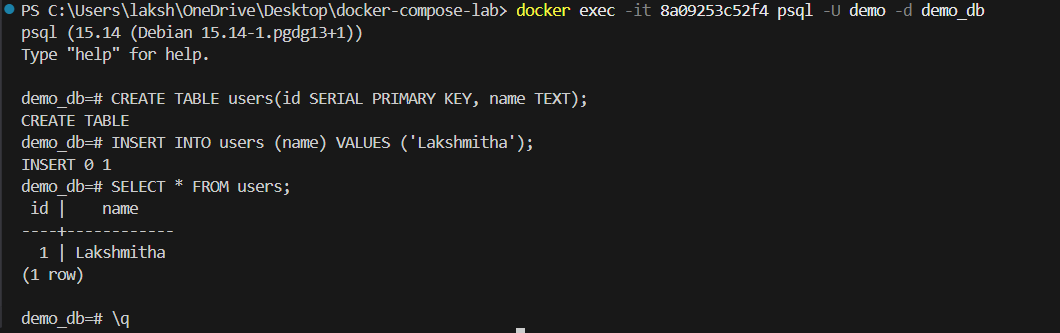 PS C:\Users\laksh\OneDrive\Desktop\docker-compose-lab> docker exec -it 8a09253c52f4 psql -U demo -d demo_db
psql (15.14 (Debian 15.14-1.pgdg13+1))
Type "help" for help.

demo_db=# CREATE TABLE users(id SERIAL PRIMARY KEY, name TEXT);
CREATE TABLE
demo_db=# INSERT INTO users (name) VALUES ('Lakshmitha');
INSERT 0 1
demo_db=# SELECT * FROM users;
 id |    name
----+------------
  1 | Lakshmitha
(1 row)

demo_db=# \q